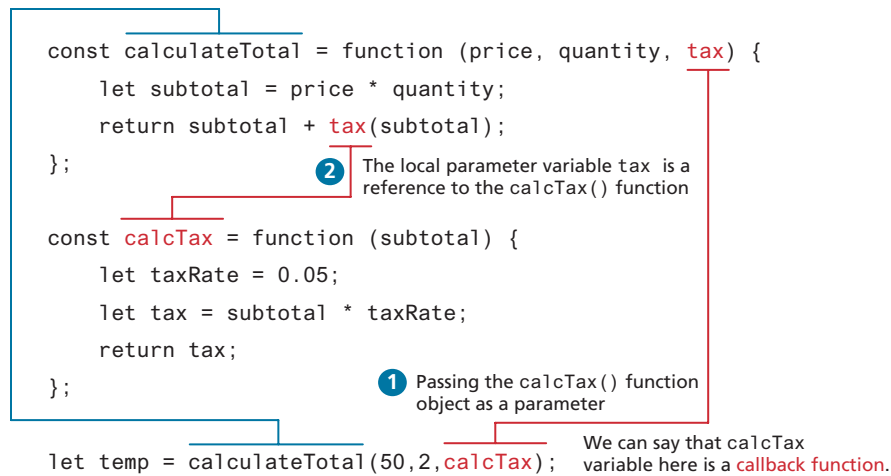 const calculateTotal = function (price, quantity, tax) {
let subtotal = price * quantity;
return subtotal + tax(subtotal);
};
2 The local parameter variable tax is a
reference to the calcTax() function
const calcTax = function (subtotal) {
let taxRate = 0.05;
let tax = subtotal * taxRate;
return tax;
};
1 Passing the calcTax() function
object as a parameter
let temp = calculateTotal(50,2,calcTax);
We can say that calcTax
variable here is a callback function.